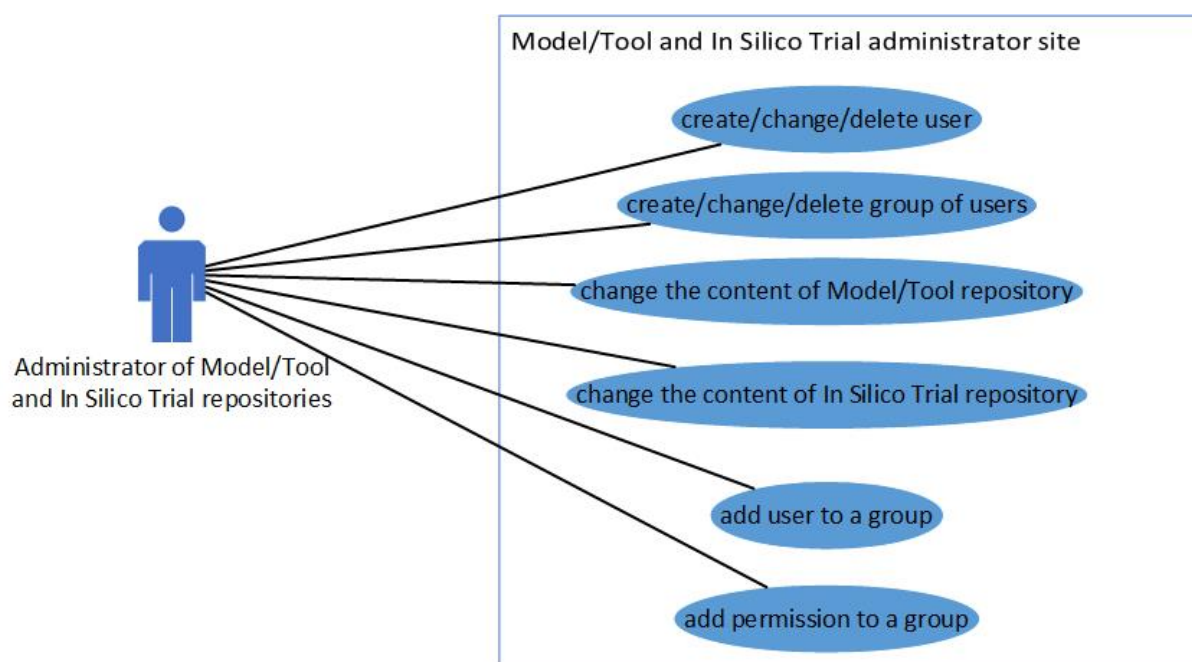 Model/Tool and In Silico Trial administrator site
create/change/delete user
create/change/delete group of users
change the content of Model/Tool repository
Administrator of Model/Tool
and In Silico Trial repositories
change the content of In Silico Trial repository
add user to a group
add permission to a group